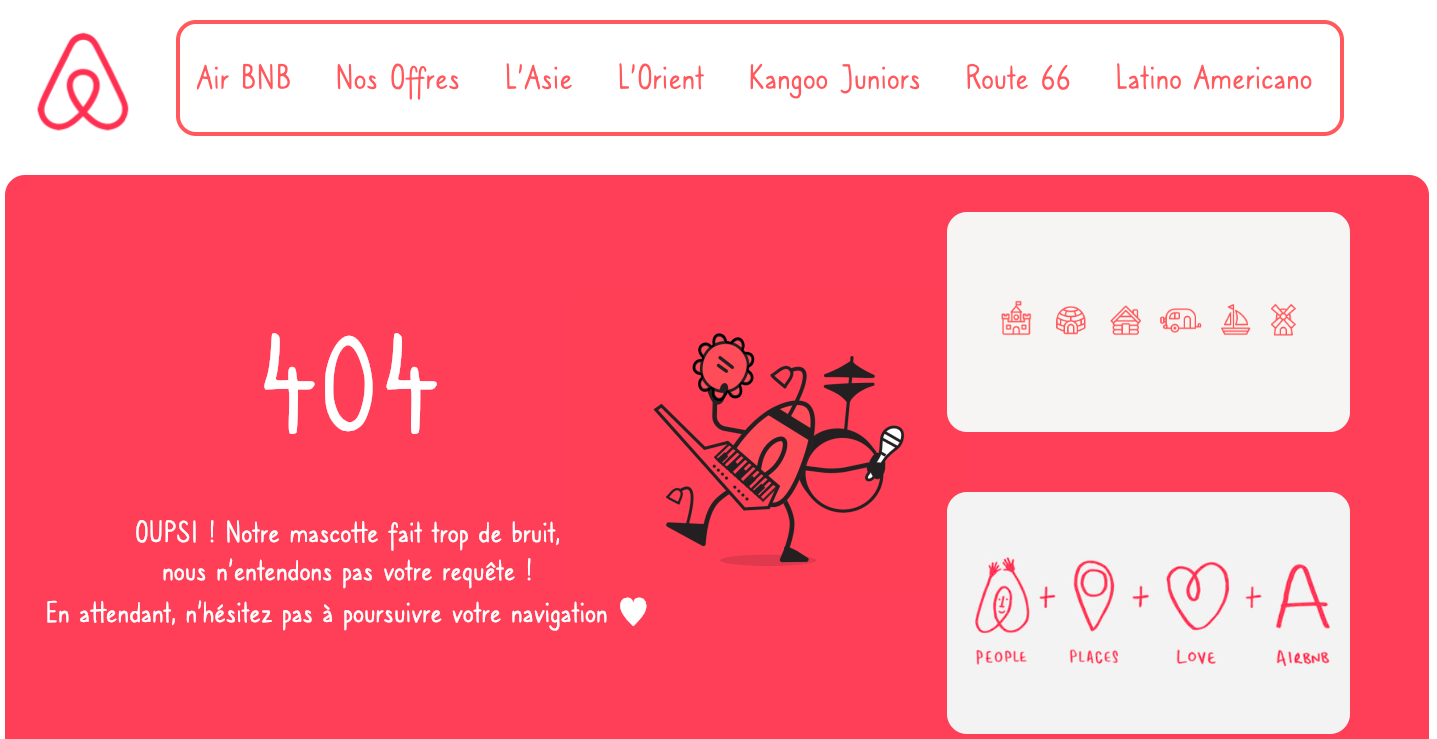 Air BNB Nos Offres L'Asie L'Orient Kangoo Juniors Route 66 Latino Americano
404
OUPSI ! Notre mascotte fait trop de bruit,
nous n'entendons pas votre requête !
En attendant, n'hésitez pas à poursuivre votre navigation ♥
+ + + A
PEOPLE PLACES LOVE AIRBNB